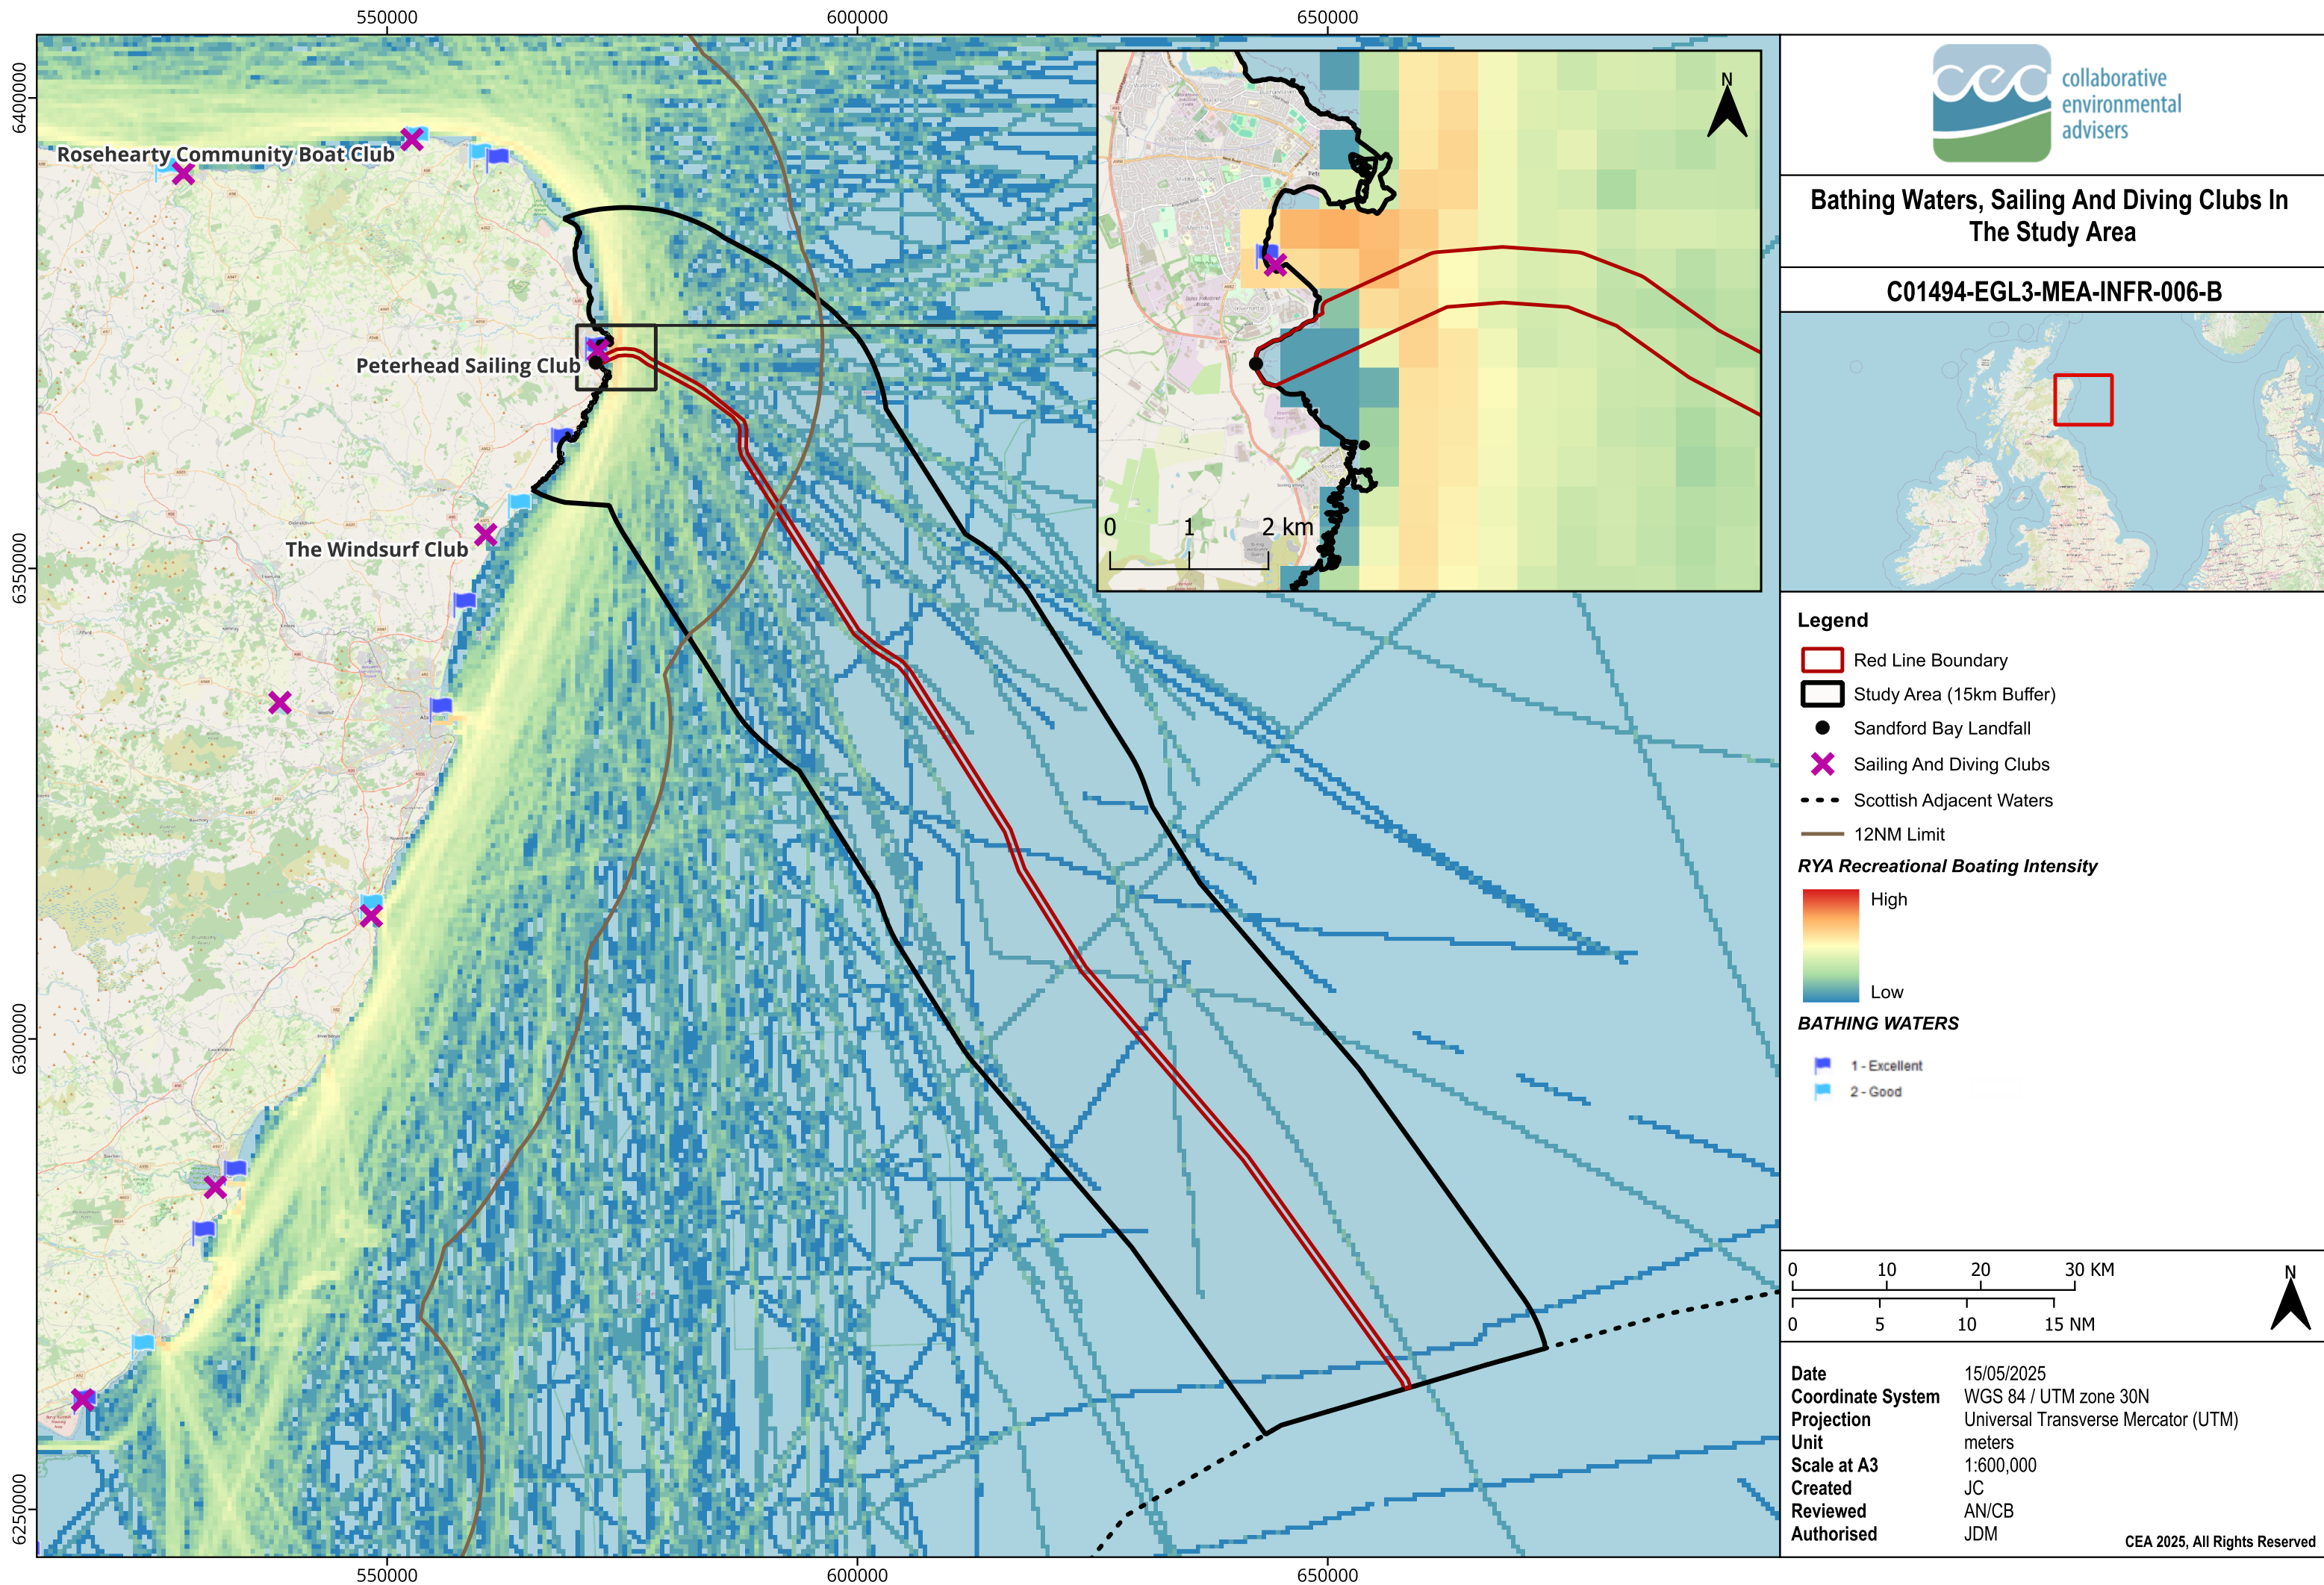 550000
600000
650000
6400000
6350000
6300000
6250000
Rosehearty Community Boat Club
Peterhead Sailing Club
The Windsurf Club
N
0 1 2 km
550000
600000
650000
cea collaborative
environmental
advisers
Bathing Waters, Sailing And Diving Clubs In
The Study Area
C01494-EGL3-MEA-INFR-006-B
Legend
Red Line Boundary
Study Area (15km Buffer)
Sandford Bay Landfall
Sailing And Diving Clubs
Scottish Adjacent Waters
12NM Limit
RYA Recreational Boating Intensity
High
Low
BATHING WATERS
1 - Excellent
2 - Good
0 10 20 30 KM
0 5 10 15 NM
N
Date 15/05/2025
Coordinate System WGS 84 / UTM zone 30N
Projection Universal Transverse Mercator (UTM)
Unit meters
Scale at A3 1:600,000
Created JC
Reviewed AN/CB
Authorised JDM
CEA 2025, All Rights Reserved